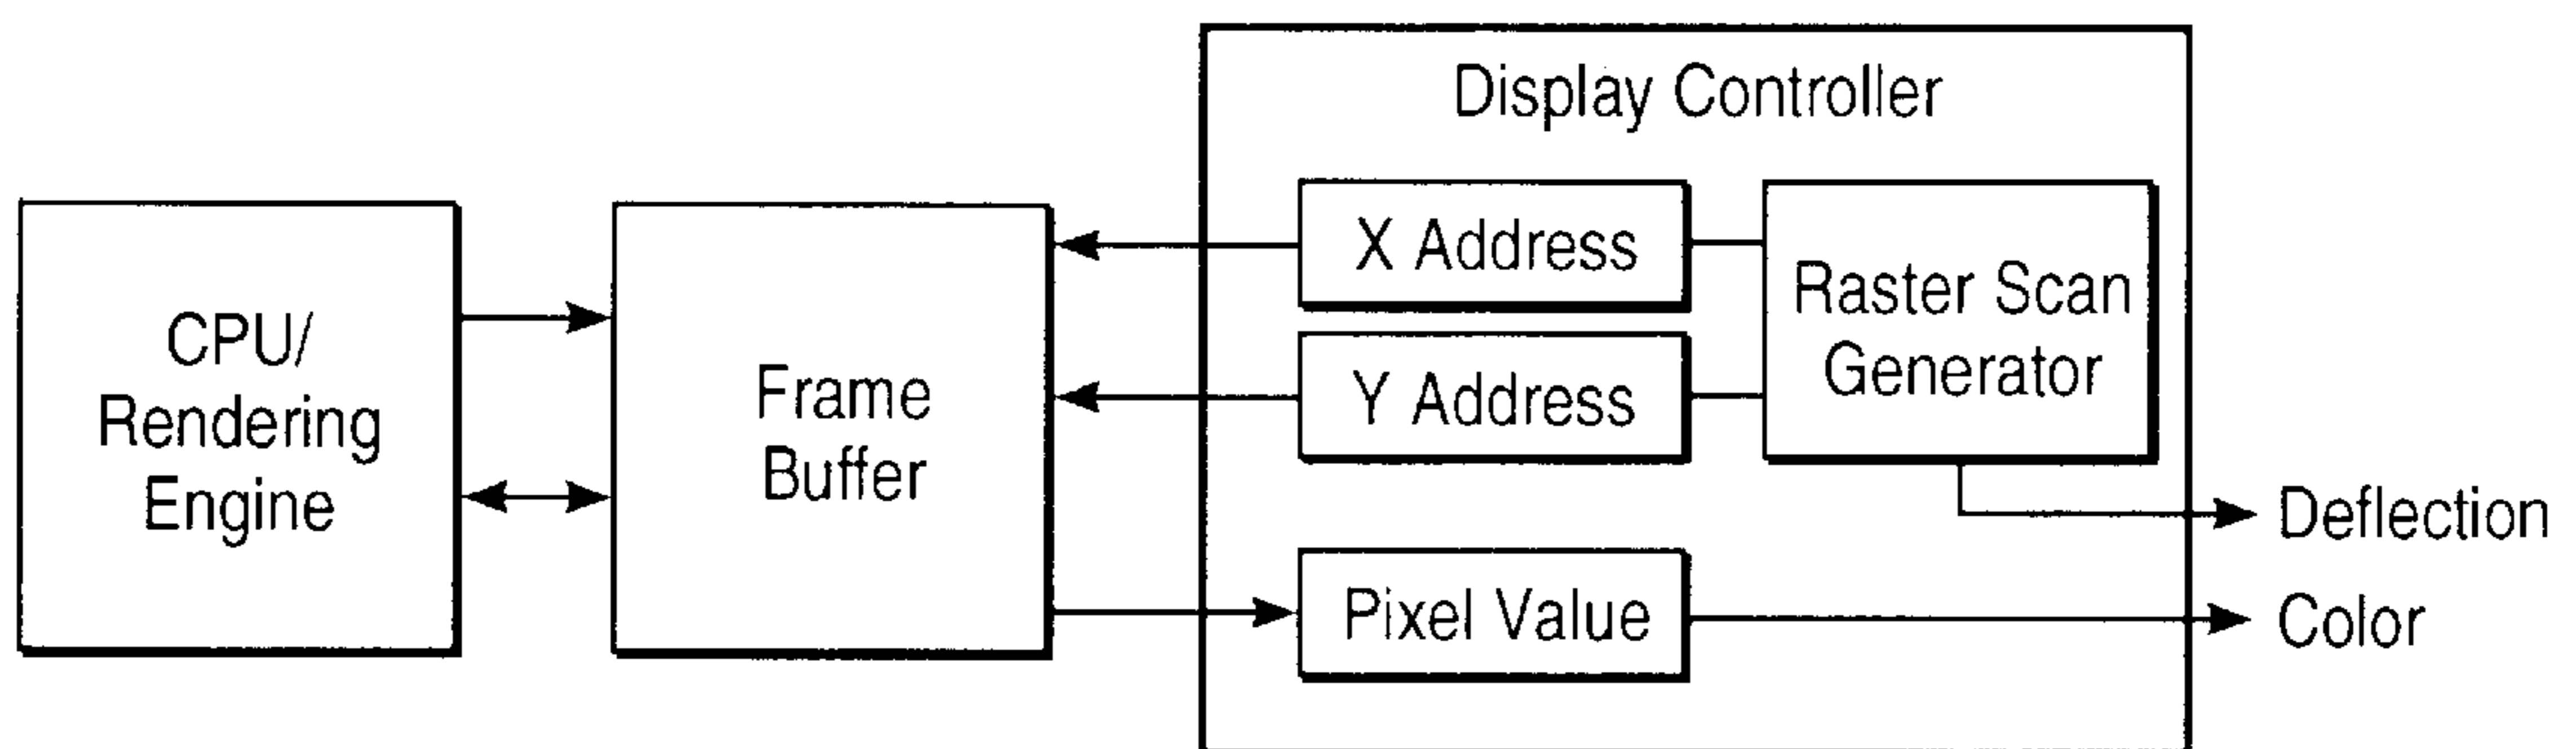 Display Controller
CPU/
Rendering
Engine
Frame
Buffer
X Address
Y Address
Raster Scan
Generator
Pixel Value
Deflection
Color